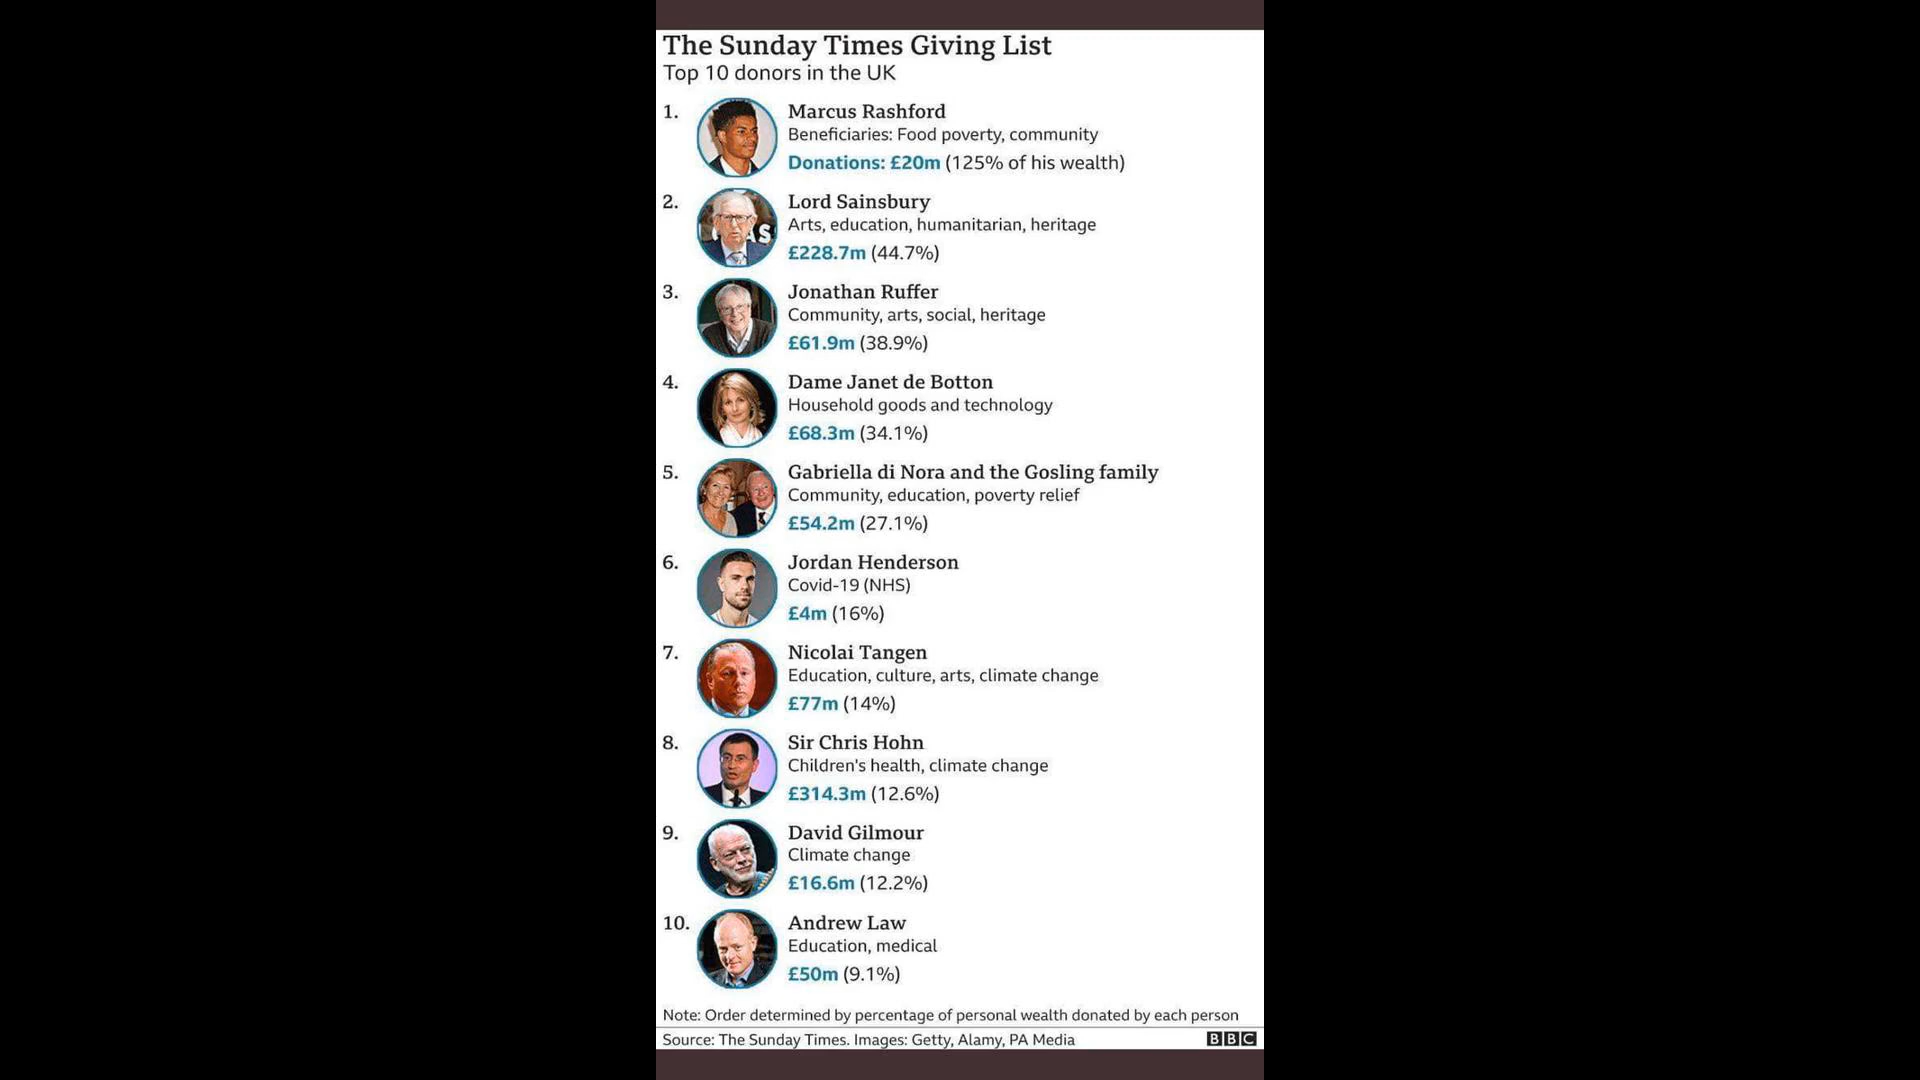 The Sunday Times Giving List
Top 10 donors in the UK
1.
Marcus Rashford
Beneficiaries: Food poverty, community
Donations: £20m (125% of his wealth)
2.
Lord Sainsbury
Arts, education, humanitarian, heritage
£228.7m (44.7%)
3.
Jonathan Ruffer
Community, arts, social, heritage
£61.9m (38.9%)
4.
Dame Janet de Botton
Household goods and technology
£68.3m (34.1%)
5.
Gabriella di Nora and the Gosling family
Community, education, poverty relief
£54.2m (27.1%)
6.
Jordan Henderson
Covid-19 (NHS)
£4m (16%)
7.
Nicolai Tangen
Education, culture, arts, climate change
£77m (14%)
8.
Sir Chris Hohn
Children's health, climate change
£314.3m (12.6%)
9.
David Gilmour
Climate change
£16.6m (12.2%)
10.
Andrew Law
Education, medical
£50m (9.1%)
Note: Order determined by percentage of personal wealth donated by each person
Source: The Sunday Times. Images: Getty, Alamy, PA Media
BBC